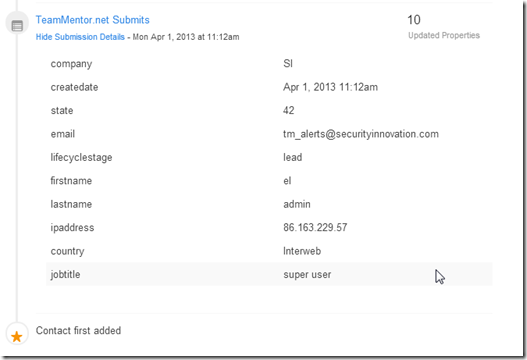 TeamMentor.net Submits 10
Hide Submission Details - Mon Apr 1, 2013 at 11:12am Updated Properties
company SI
createdate Apr 1, 2013 11:12am
state 42
email tm_alerts@securityinnovation.com
lifecyclestage lead
firstname el
lastname admin
ipaddress 86.163.229.57
country Interweb
jobtitle super user
Contact first added